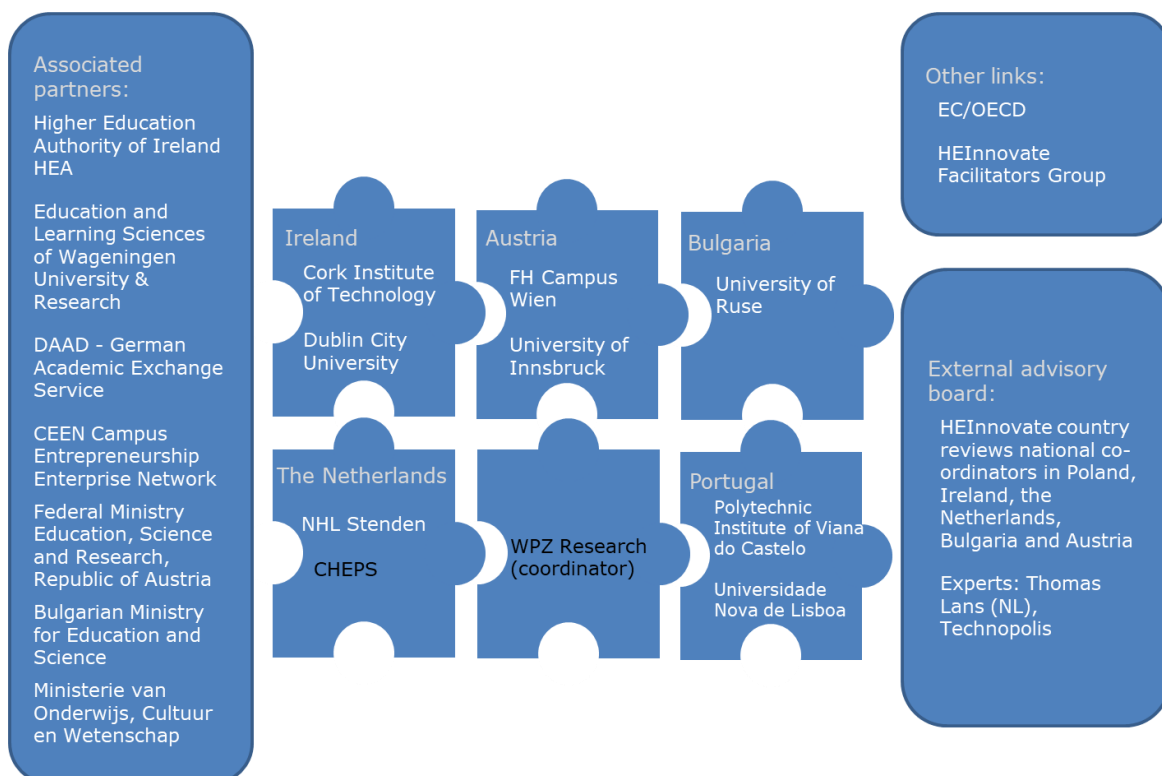 Associated
partners:
Higher Education
Authority of Ireland
HEA
Education and
Learning Sciences
of Wageningen
University &
Research
DAAD - German
Academic Exchange
Service
CEEN Campus
Entrepreneurship
Enterprise Network
Federal Ministry
Education, Science
and Research,
Republic of Austria
Bulgarian Ministry
for Education and
Science
Ministerie van
Onderwijs, Cultuur
en Wetenschap
Ireland
Cork Institute
of Technology
Dublin City
University
Austria
FH Campus
Wien
University of
Innsbruck
Bulgaria
University of
Ruse
The Netherlands
NHL Stenden
CHEPS
WPZ Research
(coordinator)
Portugal
Polytechnic
Institute of Viana
do Castelo
Universidade
Nova de Lisboa
Other links:
EC/OECD
HEInnovate
Facilitators Group
External advisory
board:
HEInnovate country
reviews national co-
ordinators in Poland,
Ireland, the
Netherlands,
Bulgaria and Austria
Experts: Thomas
Lans (NL),
Technopolis